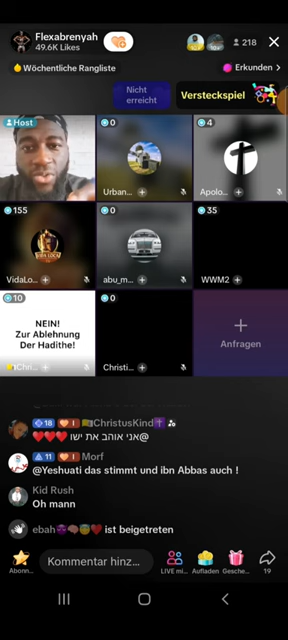 Flexabrenyah
49.6K Likes
218
Wöchentliche Rangliste
Erkunden >
Nicht erreicht
Versteckspiel
Host
0
Urban...
4
Apolo...
155
VidaLo...
0
abu_m...
35
WWM2
10
NEIN!
Zur Ablehnung
Der Hadithe!
Chri...
0
Christi...
+
Anfragen
18 I ChristusKind
@אני אוהב את ישו
11 I Morf
@Yeshuati das stimmt und ibn Abbas auch !
Kid Rush
Oh mann
ebah ist beigetreten
Abonn...
Kommentar hinz...
LIVE mi...
Aufladen
Gesche...
19